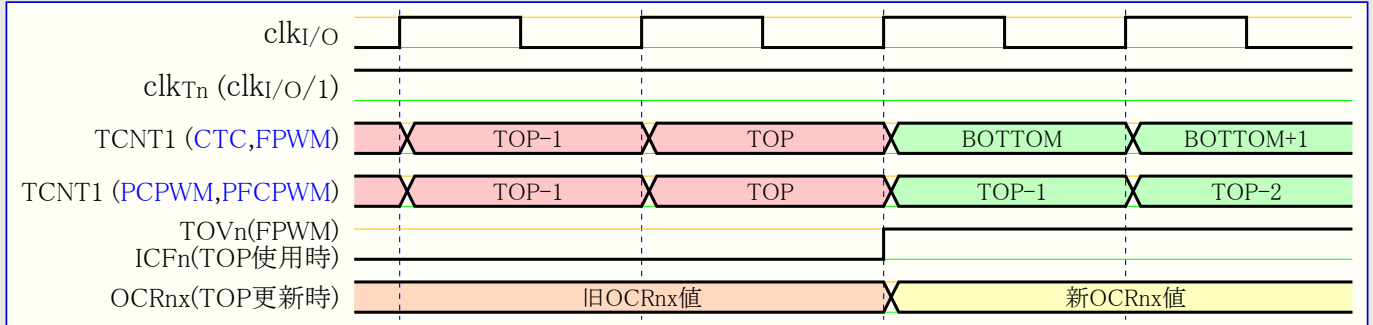 clkI/O
clkTn (clkI/O/1)
TCNT1 (CTC,FPWM) TOP-1 TOP BOTTOM BOTTOM+1
TCNT1 (PCPWM,PFCPWM) TOP-1 TOP TOP-1 TOP-2
TOVn(FPWM)
ICFn(TOP使用時)
OCRnx(TOP更新時) 旧OCRnx値 新OCRnx値